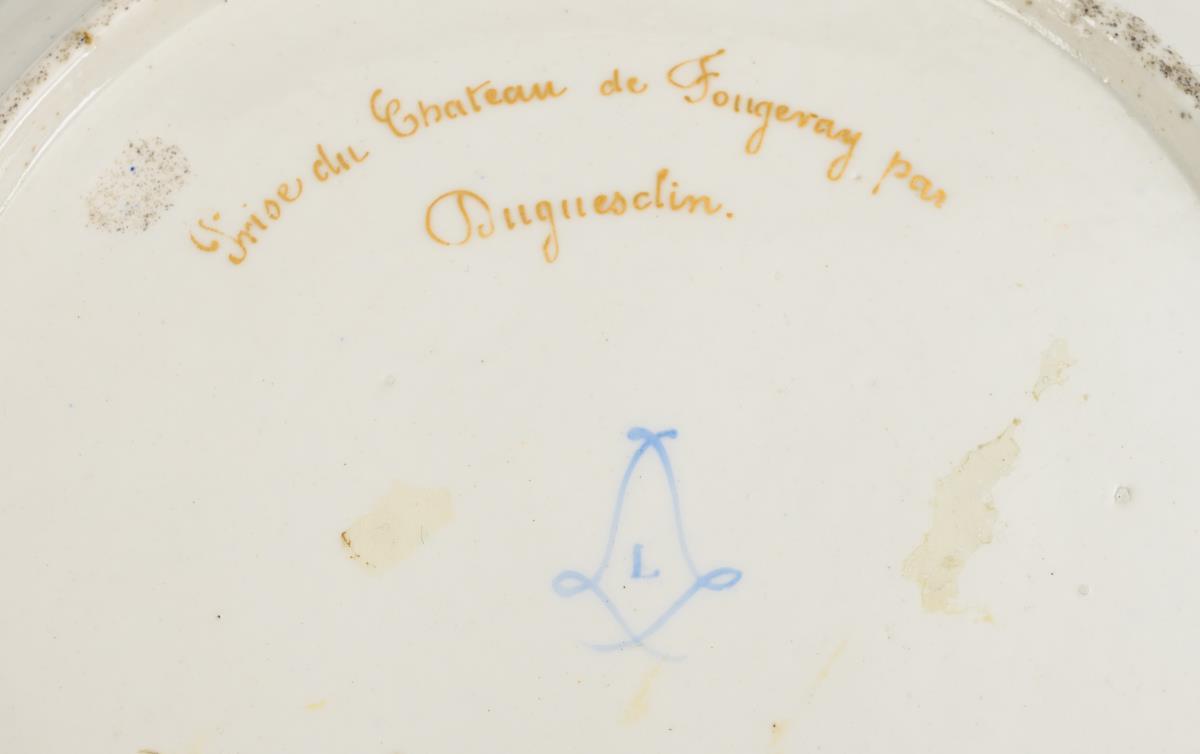 Prise du Chateau de Fougeray par
Duguesclin.
L